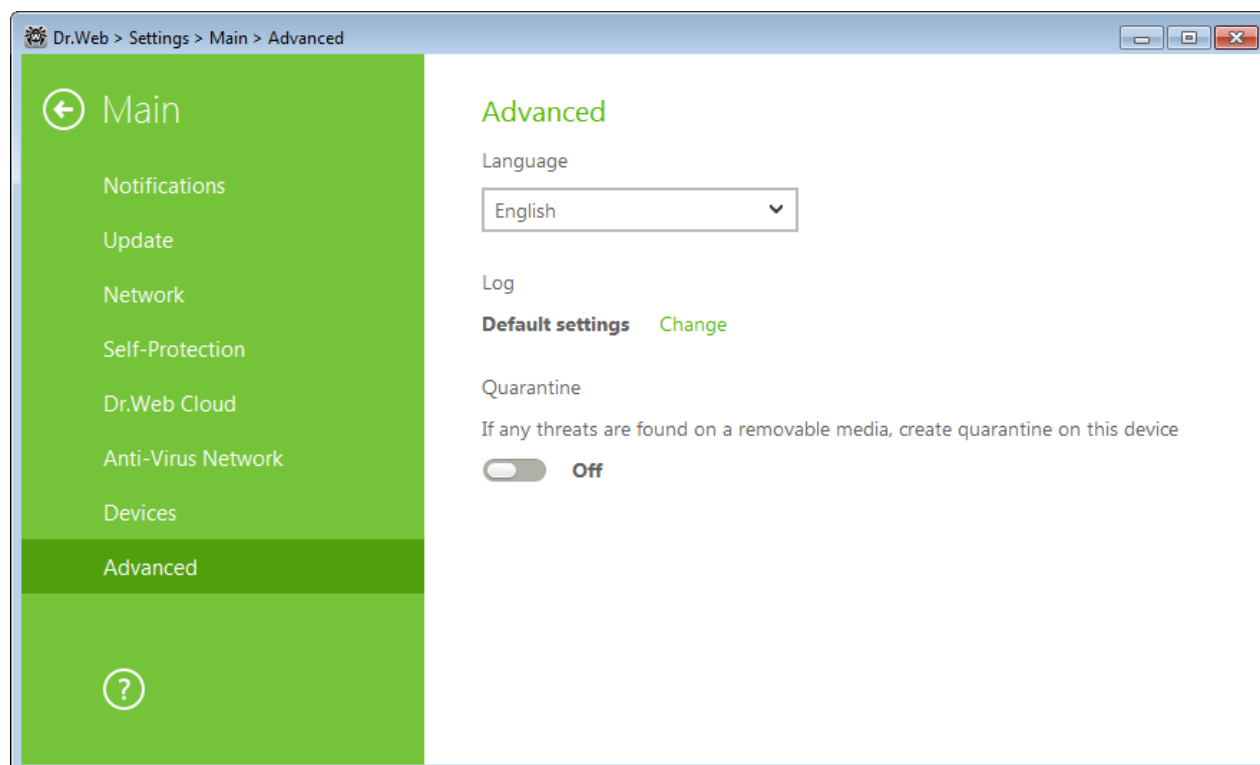 Dr.Web > Settings > Main > Advanced
Main
Notifications
Update
Network
Self-Protection
Dr.Web Cloud
Anti-Virus Network
Devices
Advanced
?
Advanced
Language
English
Log
Default settings Change
Quarantine
If any threats are found on a removable media, create quarantine on this device
Off